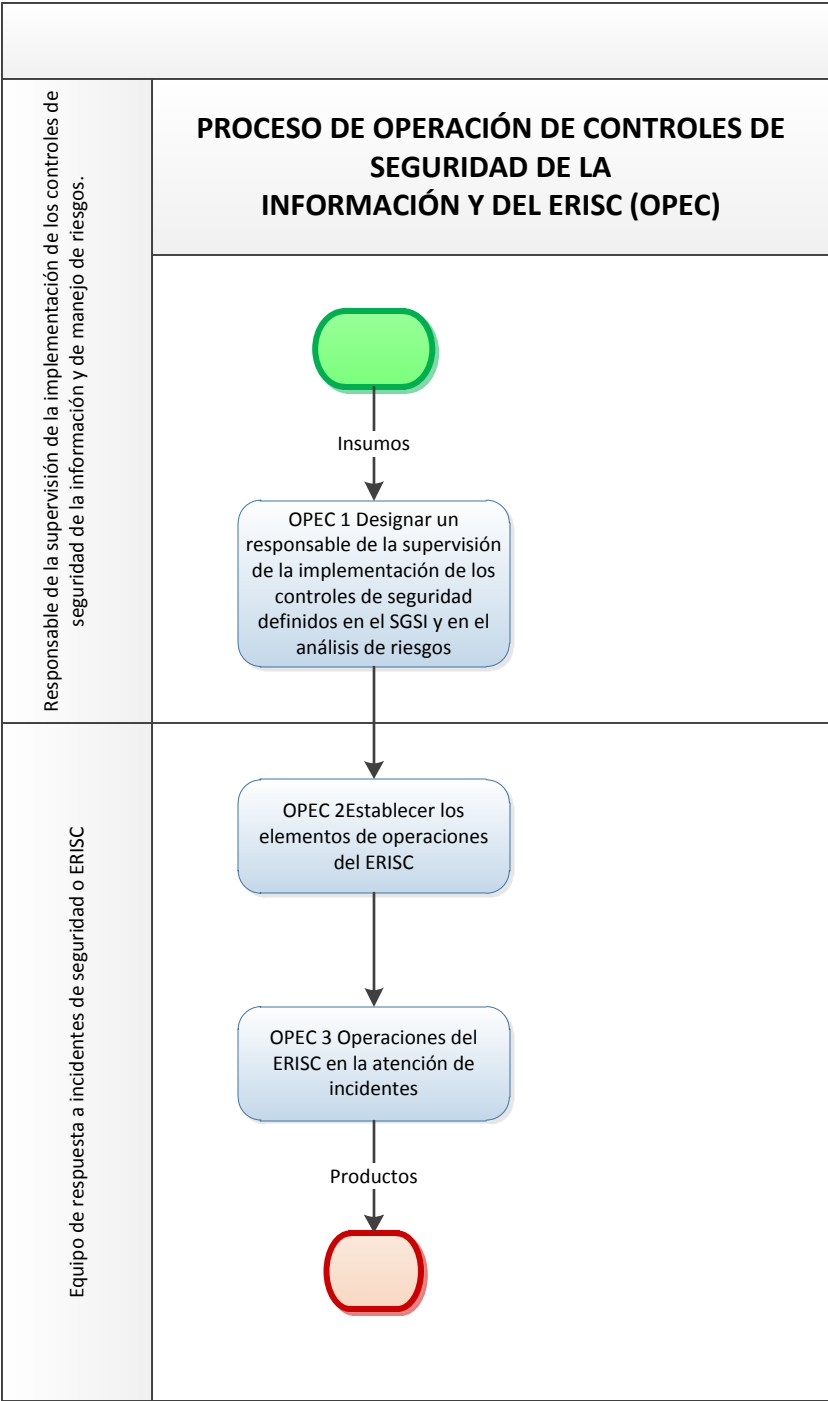 PROCESO DE OPERACIÓN DE CONTROLES DE
SEGURIDAD DE LA
INFORMACIÓN Y DEL ERISC (OPEC)
Responsable de la supervisión de la implementación de los controles de
seguridad de la información y de manejo de riesgos.
Insumos
OPEC 1 Designar un
responsable de la supervisión
de la implementación de los
controles de seguridad
definidos en el SGSI y en el
análisis de riesgos
Equipo de respuesta a incidentes de seguridad o ERISC
OPEC 2Establecer los
elementos de operaciones
del ERISC
OPEC 3 Operaciones del
ERISC en la atención de
incidentes
Productos